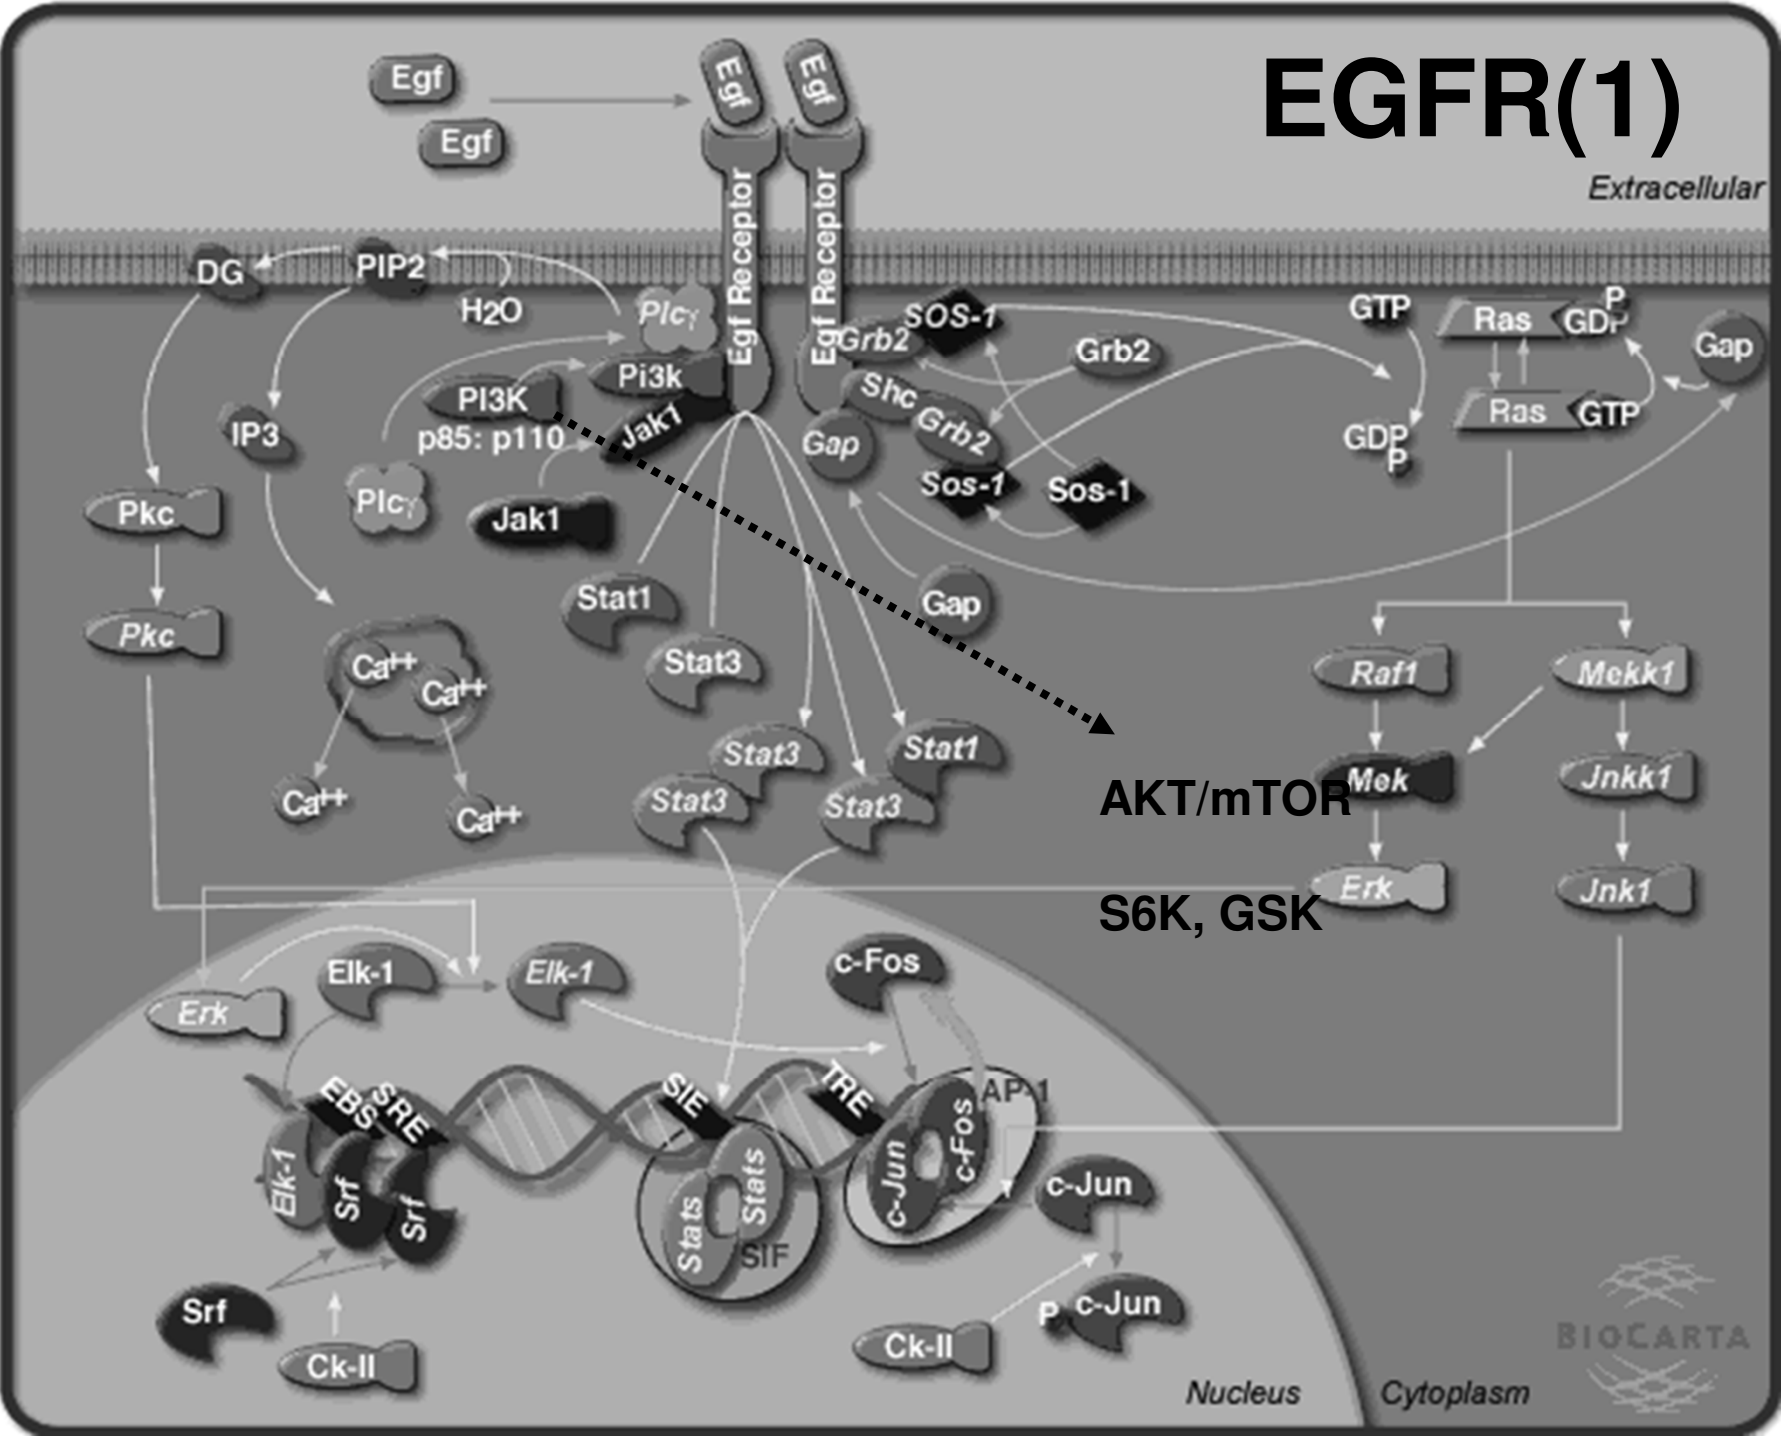 EGFR(1)
Extracellular
Egf
Egf
Egf
Egf
Egf Receptor
Egf Receptor
DG
PIP2
H2O
Plcγ
Grb2
SOS-1
Grb2
GTP
Ras
GDP
P
Gap
Pi3k
PI3K
p85: p110
Jak1
Shc
Grb2
Gap
Ras
GTP
GDP
P
IP3
Plcγ
Pkc
Jak1
Sos-1
Sos-1
Pkc
Stat1
Gap
Stat3
Ca++
Ca++
Raf1
Mekk1
Stat3
Stat1
Stat3
Stat3
Ca++
Ca++
AKT/mTOR
Mek
Jnkk1
S6K, GSK
Erk
Jnk1
Elk-1
Elk-1
c-Fos
Erk
EBS
SRE
SIE
TRE
AP-1
c-Fos
c-Jun
Elk-1
Srf
Srf
Stats
Stats
SIF
c-Jun
Srf
Ck-II
P
c-Jun
Ck-II
BIOCARTA
Nucleus
Cytoplasm